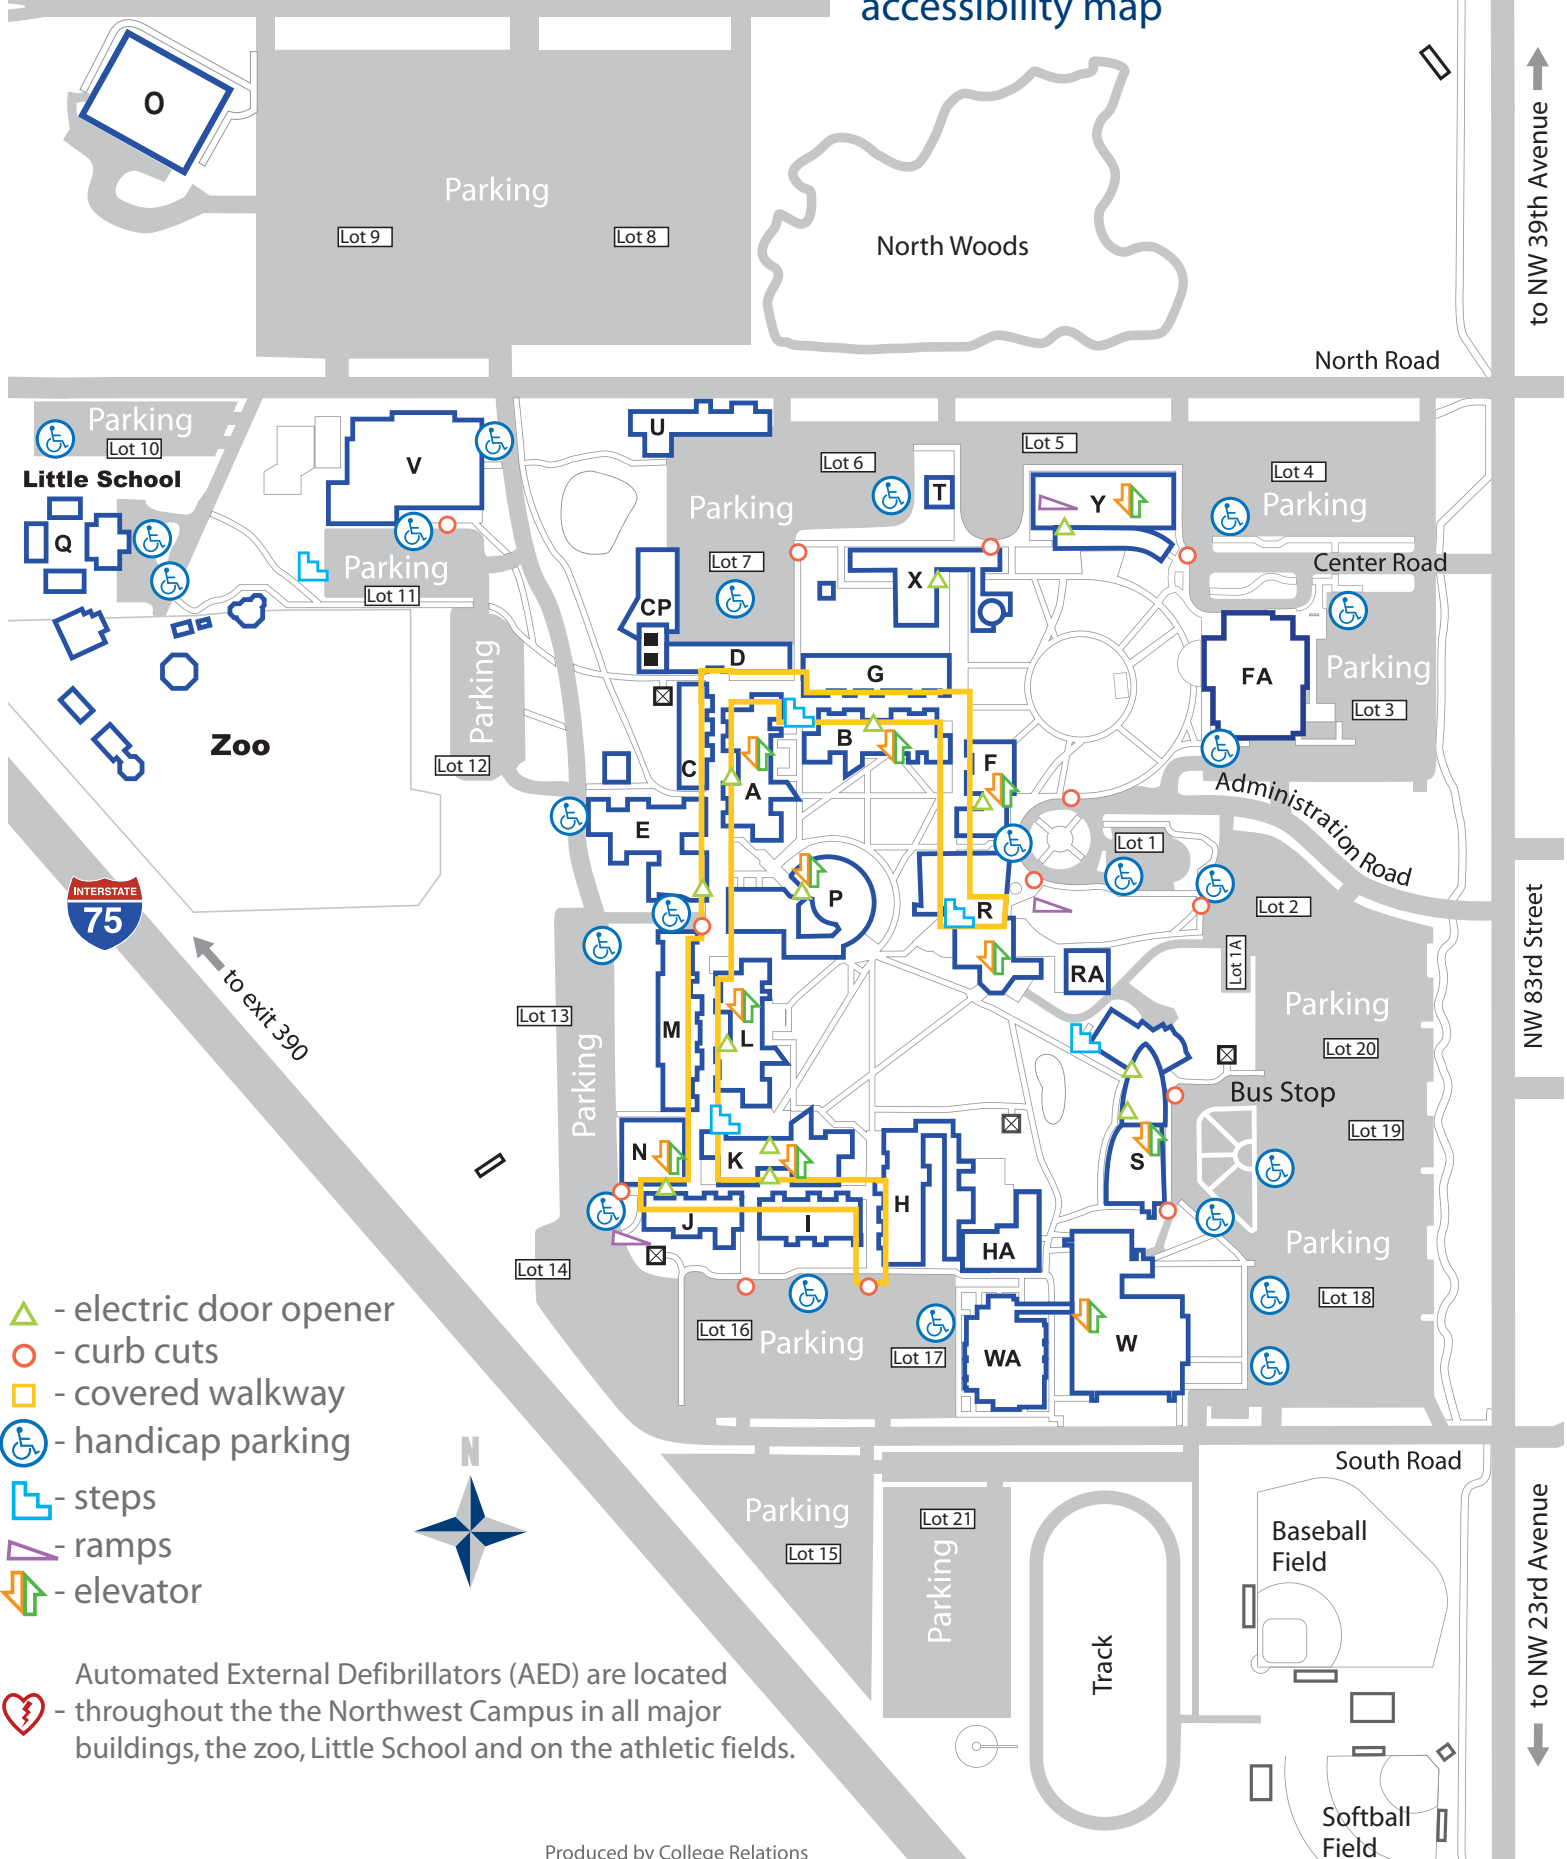 accessibility map
O
to NW 39th Avenue
Parking
Lot 9
Lot 8
North Woods
North Road
Parking
Lot 10
U
Lot 5
V
Lot 6
Lot 4
Little School
T
Y
Parking
Parking
Q
Lot 7
Parking
Center Road
X
Lot 11
CP
D
G
FA
Parking
Parking
Lot 3
Zoo
B
Lot 12
C
F
A
Administration Road
E
Lot 1
INTERSTATE
75
P
R
Lot 2
NW 83rd Street
Lot 1A
RA
to exit 390
Lot 13
M
L
Parking
Lot 20
Parking
Bus Stop
Lot 19
N
K
S
H
J
I
HA
Parking
Lot 14
Lot 18
- electric door opener
Lot 16
Parking
Lot 17
WA
W
- curb cuts
- covered walkway
- handicap parking
N
South Road
- steps
Parking
Lot 21
Lot 15
Baseball
Field
- ramps
Parking
- elevator
to NW 23rd Avenue
Track
Automated External Defibrillators (AED) are located
- throughout the the Northwest Campus in all major
buildings, the zoo, Little School and on the athletic fields.
Softball
Field
Produced by College Relations